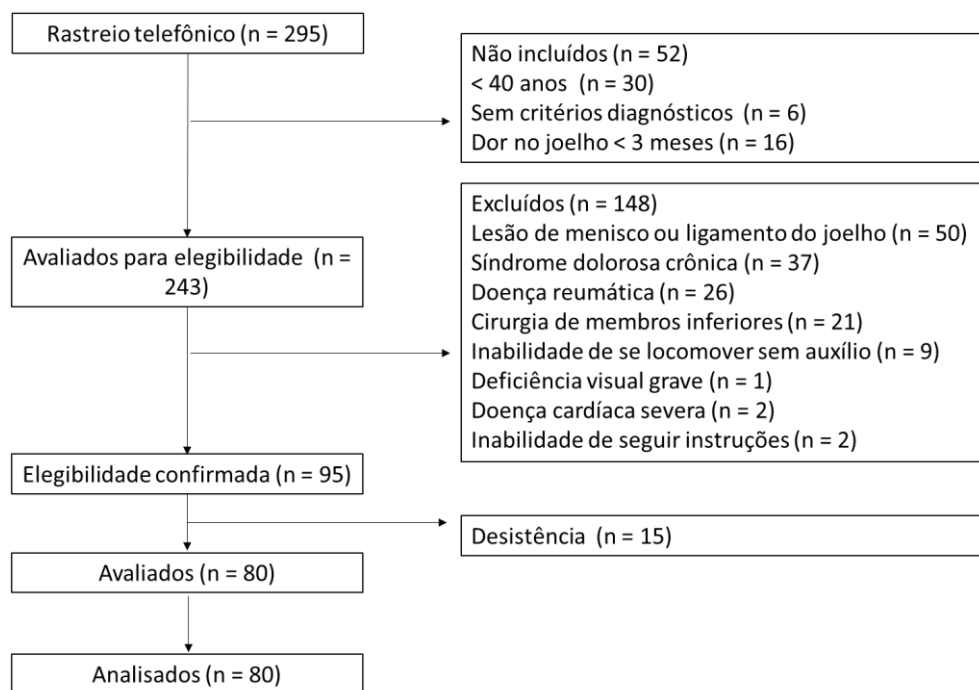 Rastreio telefônico (n = 295)
Não incluídos (n = 52)
< 40 anos (n = 30)
Sem critérios diagnósticos (n = 6)
Dor no joelho < 3 meses (n = 16)
Avaliados para elegibilidade (n =
243)
Excluídos (n = 148)
Lesão de menisco ou ligamento do joelho (n = 50)
Síndrome dolorosa crônica (n = 37)
Doença reumática (n = 26)
Cirurgia de membros inferiores (n = 21)
Inabilidade de se locomover sem auxílio (n = 9)
Deficiência visual grave (n = 1)
Doença cardíaca severa (n = 2)
Inabilidade de seguir instruções (n = 2)
Elegibilidade confirmada (n = 95)
Desistência (n = 15)
Avaliados (n = 80)
Analisados (n = 80)